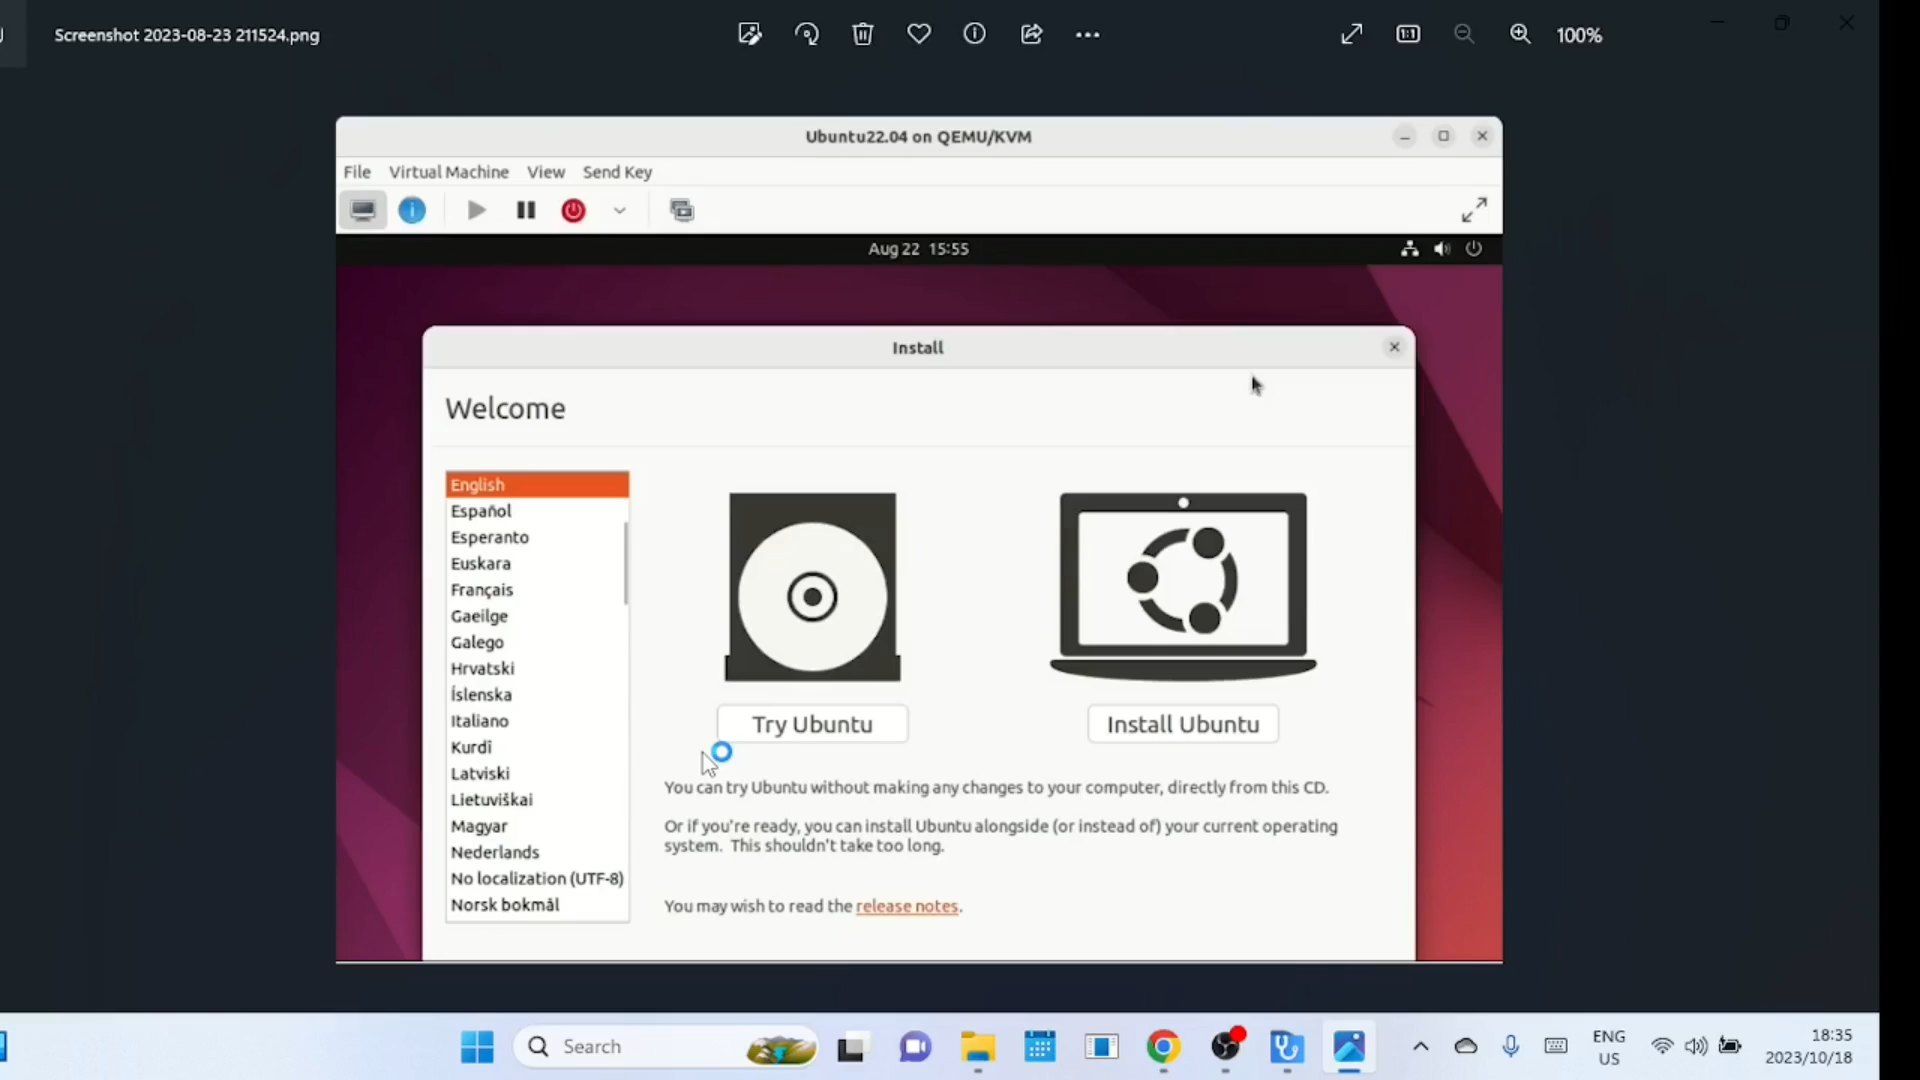 Screenshot 2023-08-23 211524.png
100%
Ubuntu22.04 on QEMU/KVM
File Virtual Machine View Send Key
Aug 22 15:55
Install
Welcome
English
Español
Esperanto
Euskara
Français
Gaeilge
Galego
Hrvatski
Íslenska
Italiano
Kurdî
Latviski
Lietuviškai
Magyar
Nederlands
No localization (UTF-8)
Norsk bokmål
Try Ubuntu
Install Ubuntu
You can try Ubuntu without making any changes to your computer, directly from this CD.
Or if you're ready, you can install Ubuntu alongside (or instead of) your current operating
system. This shouldn't take too long.
You may wish to read the release notes.
Search
ENG
US
18:35
2023/10/18